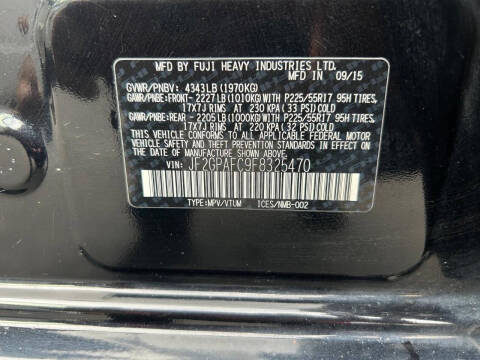 MFD BY FUJI HEAVY INDUSTRIES LTD.
IN 09/15
GVWR/PNBV: 4343LB(1970KG)
GAWR/PNBE:FRONT-2227LB(1010KG)WITH P225/55R17 95H TIRES,
17X7J RIMS, AT 230 KPA( 33 PSI)COLD
GAWR/PNBE:REAR -2205LB(1000KG)WITH P225/55R17 95H TIRES,
17X7J RIMS, AT 220 KPA( 32 PSI)COLD
THIS VEHICLE CONFORMS TO ALL APPLICABLE FEDERAL MOTOR
VEHICLE SAFETY, BUMPER, AND THEFT PREVENTION STANDARDS
IN EFFECT ON THE DATE OF MANUFACTURE SHOWN ABOVE.
VIN: JF2GPAFC9F8325470
TYPE:MPV/VTUM ICES/NMB-002